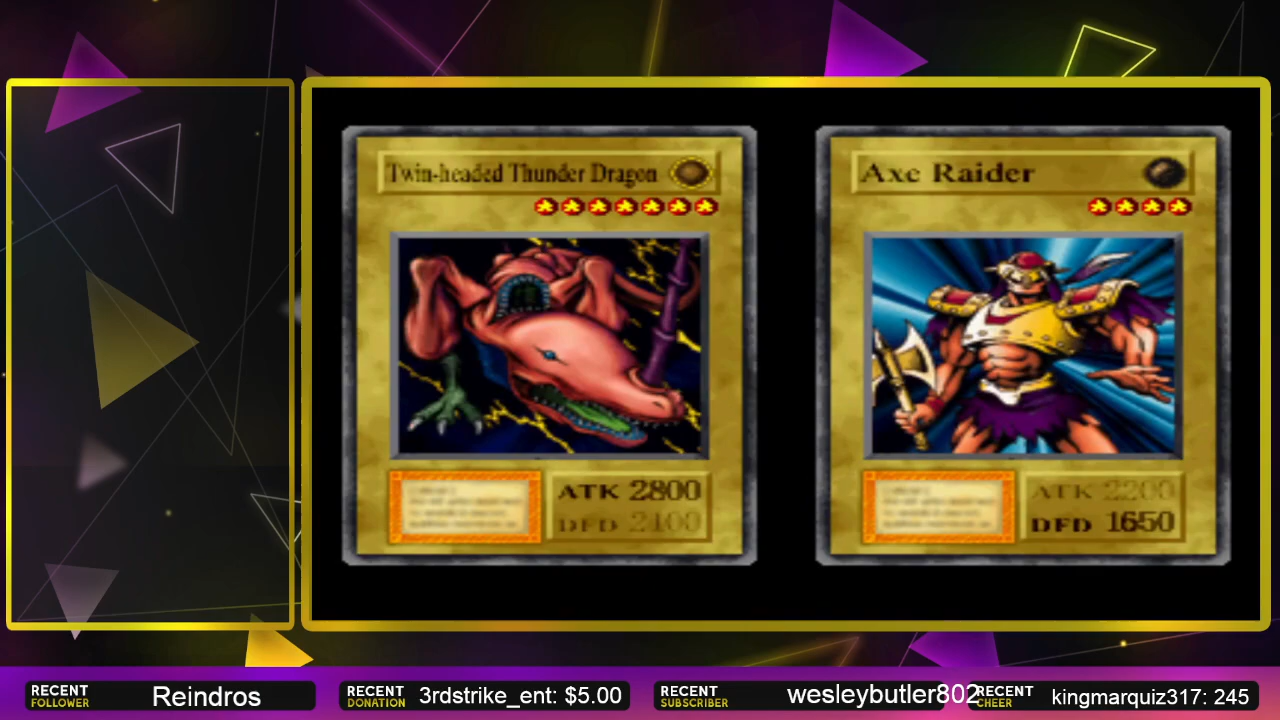 Twin-headed Thunder Dragon
ATK 2800
DFD 2100
Axe Raider
ATK 2200
DFD 1650
RECENT FOLLOWER Reindros
RECENT DONATION 3rdstrike_ent: $5.00
RECENT SUBSCRIBER wesleybutler802
RECENT CHEER kingmarquiz317: 245